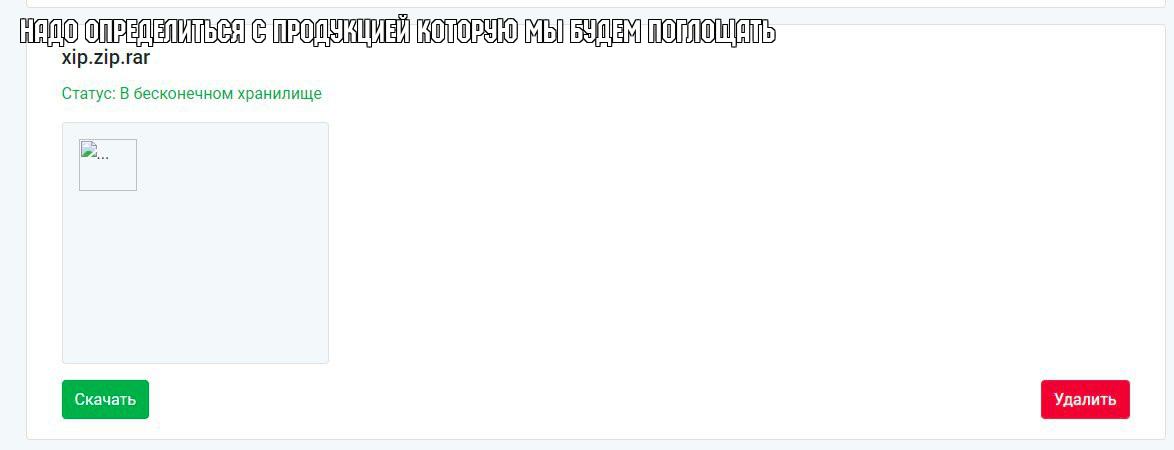 НАДО ОПРЕДЕЛИТЬСЯ С ПРОДУКЦИЕЙ КОТОРУЮ МЫ БУДЕМ ПОГЛОЩАТЬ
xip.zip.rar
Статус: В бесконечном хранилище
...
Скачать
Удалить